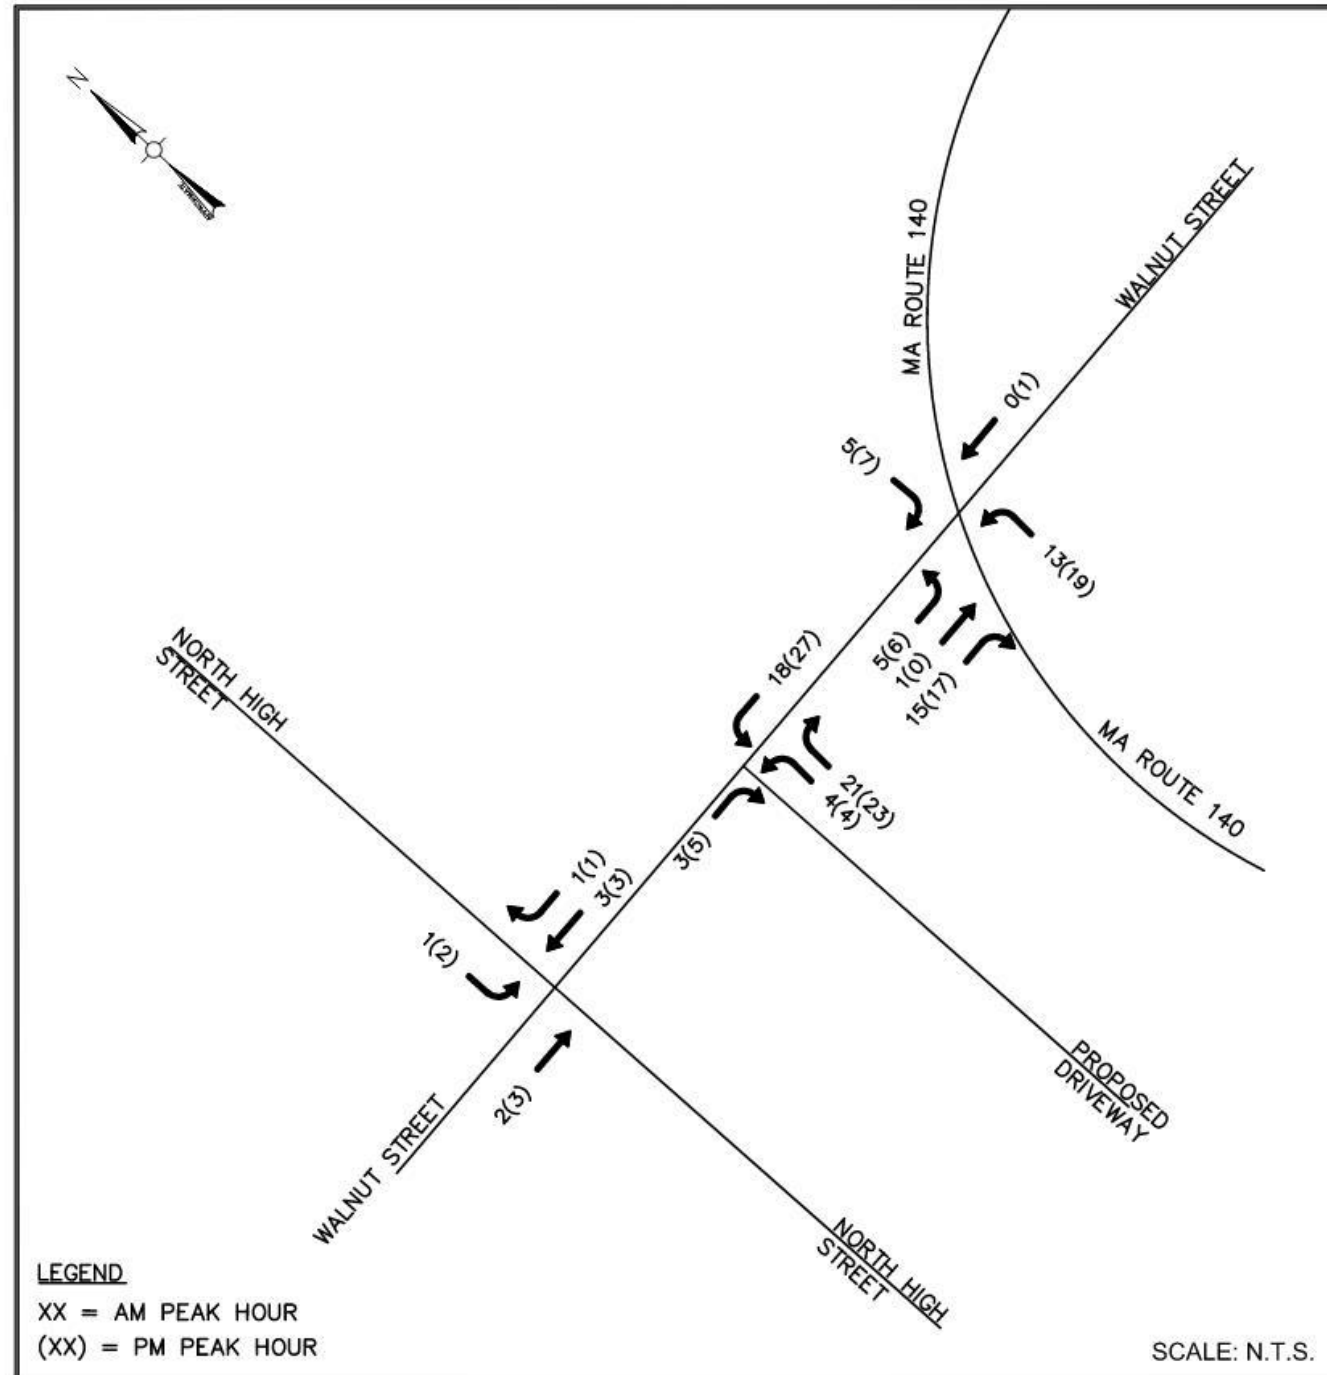 N
MA ROUTE 140
WALNUT STREET
0(1)
5(7)
13(19)
5(6)
1(0)
15(17)
MA ROUTE 140
NORTH HIGH
STREET
18(27)
21(23)
4(4)
3(5)
1(1)
3(3)
1(2)
2(3)
WALNUT STREET
PROPOSED
DRIVEWAY
NORTH HIGH
STREET
LEGEND
XX = AM PEAK HOUR
(XX) = PM PEAK HOUR
SCALE: N.T.S.